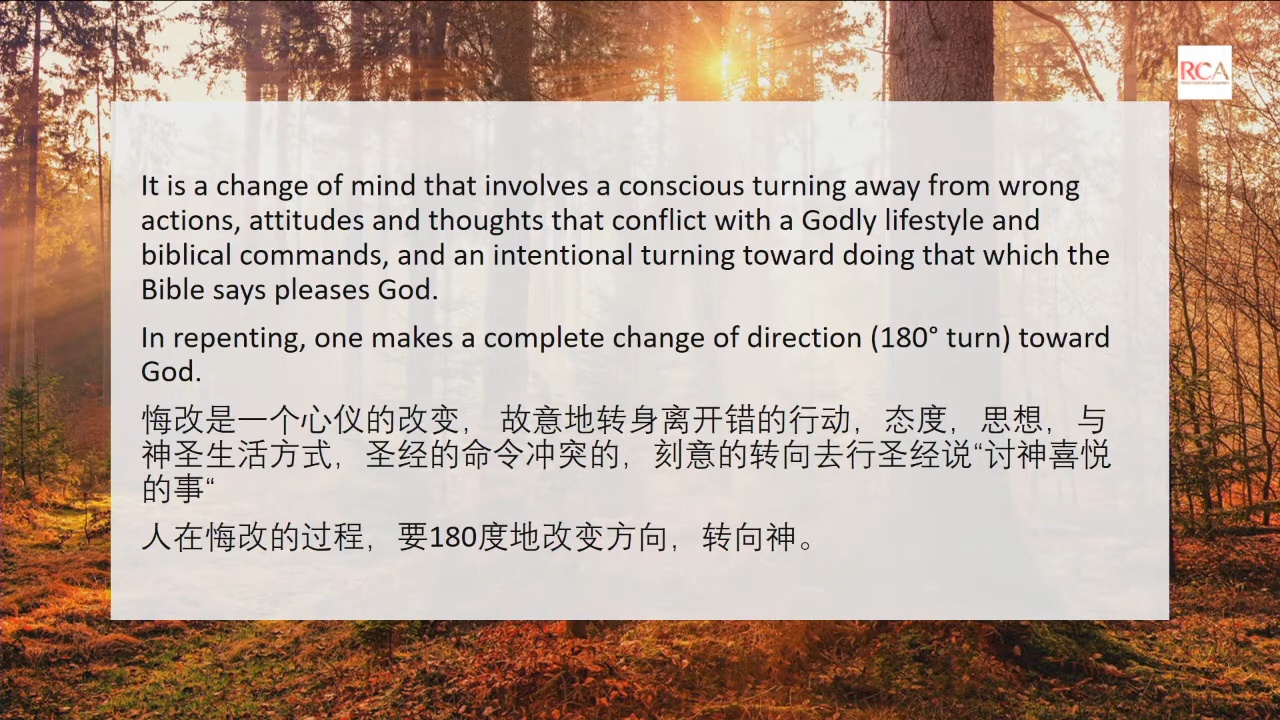 RCA
It is a change of mind that involves a conscious turning away from wrong
actions, attitudes and thoughts that conflict with a Godly lifestyle and
biblical commands, and an intentional turning toward doing that which the
Bible says pleases God.
In repenting, one makes a complete change of direction (180° turn) toward
God.
悔改是一个心仪的改变， 故意地转身离开错的行动，态度，思想，与
神圣生活方式，圣经的命令冲突的，刻意的转向去行圣经说“讨神喜悦
的事“
人在悔改的过程，要180度地改变方向，转向神。